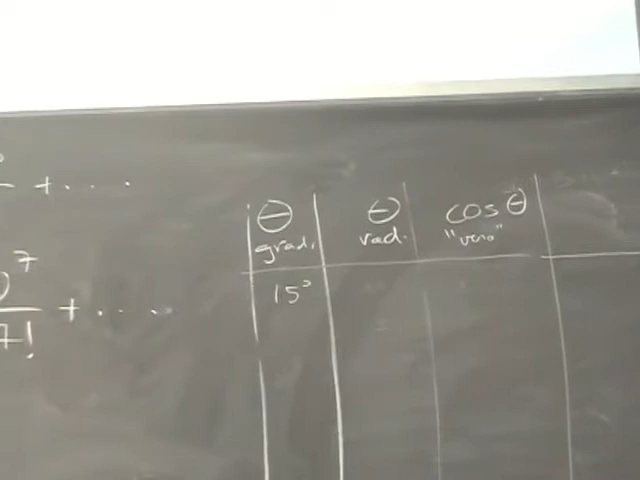 +....
θ θ cos θ
gradi rad. "vero"
θ^7
7! + ....
15°